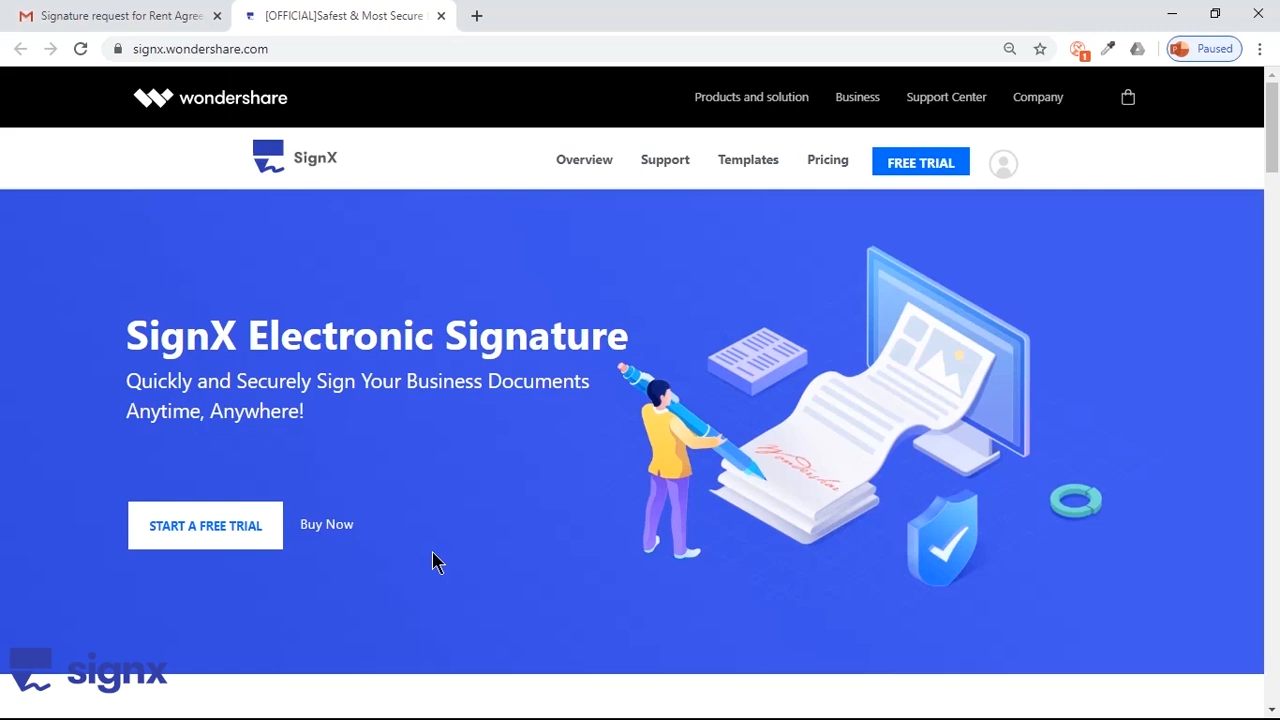 Signature request for Rent Agree
[OFFICIAL]Safest & Most Secure
signx.wondershare.com
1
Paused
wondershare
Products and solution
Business
Support Center
Company
SignX
Overview
Support
Templates
Pricing
FREE TRIAL
SignX Electronic Signature
Quickly and Securely Sign Your Business Documents
Anytime, Anywhere!
Wondershar
START A FREE TRIAL
Buy Now
signx